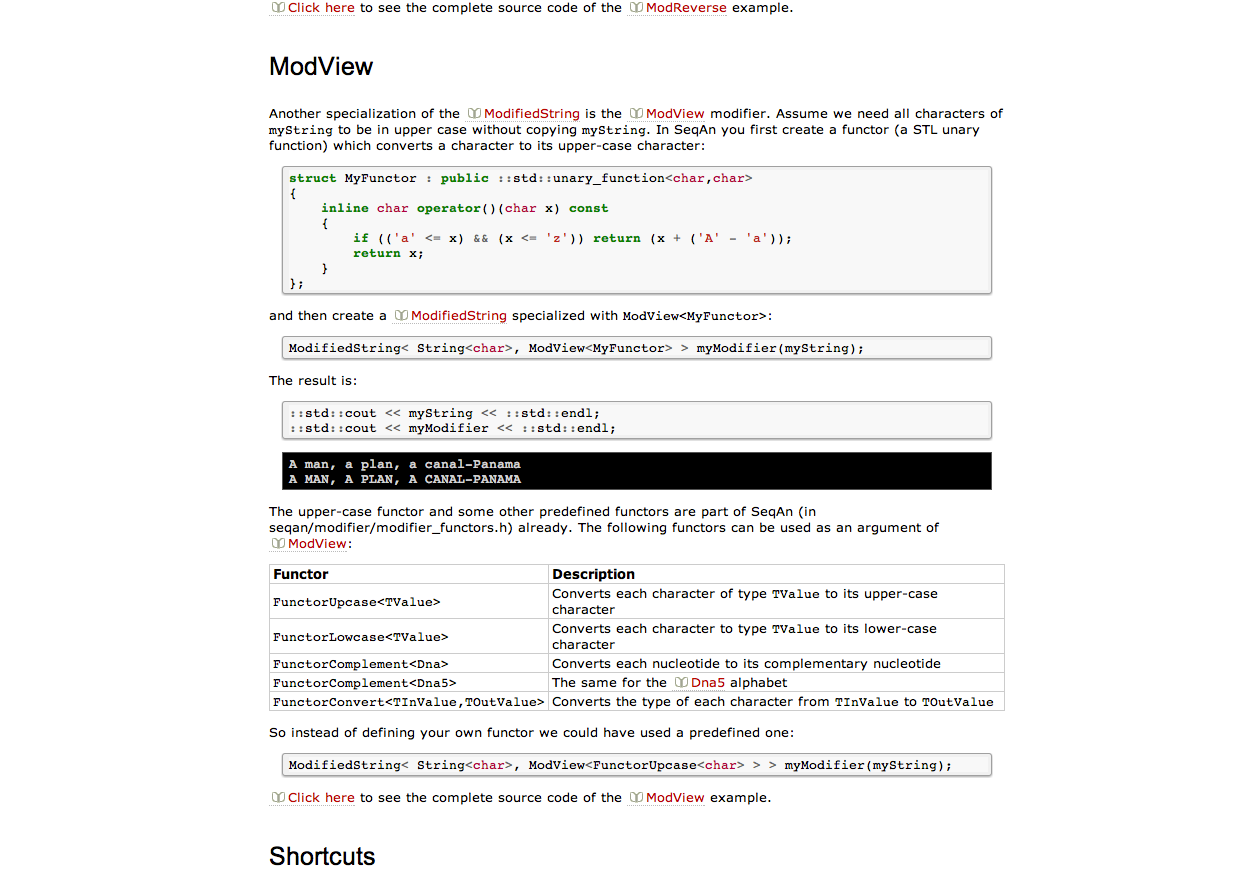 Click here to see the complete source code of the ModReverse example.
ModView
Another specialization of the ModifiedString is the ModView modifier. Assume we need all characters of
myString to be in upper case without copying myString. In SeqAn you first create a functor (a STL unary
function) which converts a character to its upper-case character:
struct MyFunctor : public ::std::unary_function<char,char>
{
    inline char operator()(char x) const
    {
        if (('a' <= x) && (x <= 'z')) return (x + ('A' - 'a'));
        return x;
    }
};
and then create a ModifiedString specialized with ModView<MyFunctor>:
ModifiedString< String<char>, ModView<MyFunctor> > myModifier(myString);
The result is:
::std::cout << myString << ::std::endl;
::std::cout << myModifier << ::std::endl;
A man, a plan, a canal-Panama
A MAN, A PLAN, A CANAL-PANAMA
The upper-case functor and some other predefined functors are part of SeqAn (in
seqan/modifier/modifier_functors.h) already. The following functors can be used as an argument of
ModView:
Functor Description
FunctorUpcase<TValue> Converts each character of type TValue to its upper-case
character
FunctorLowcase<TValue> Converts each character to type TValue to its lower-case
character
FunctorComplement<Dna> Converts each nucleotide to its complementary nucleotide
FunctorComplement<Dna5> The same for the Dna5 alphabet
FunctorConvert<TInValue,TOutValue> Converts the type of each character from TInValue to TOutValue
So instead of defining your own functor we could have used a predefined one:
ModifiedString< String<char>, ModView<FunctorUpcase<char> > > myModifier(myString);
Click here to see the complete source code of the ModView example.
Shortcuts